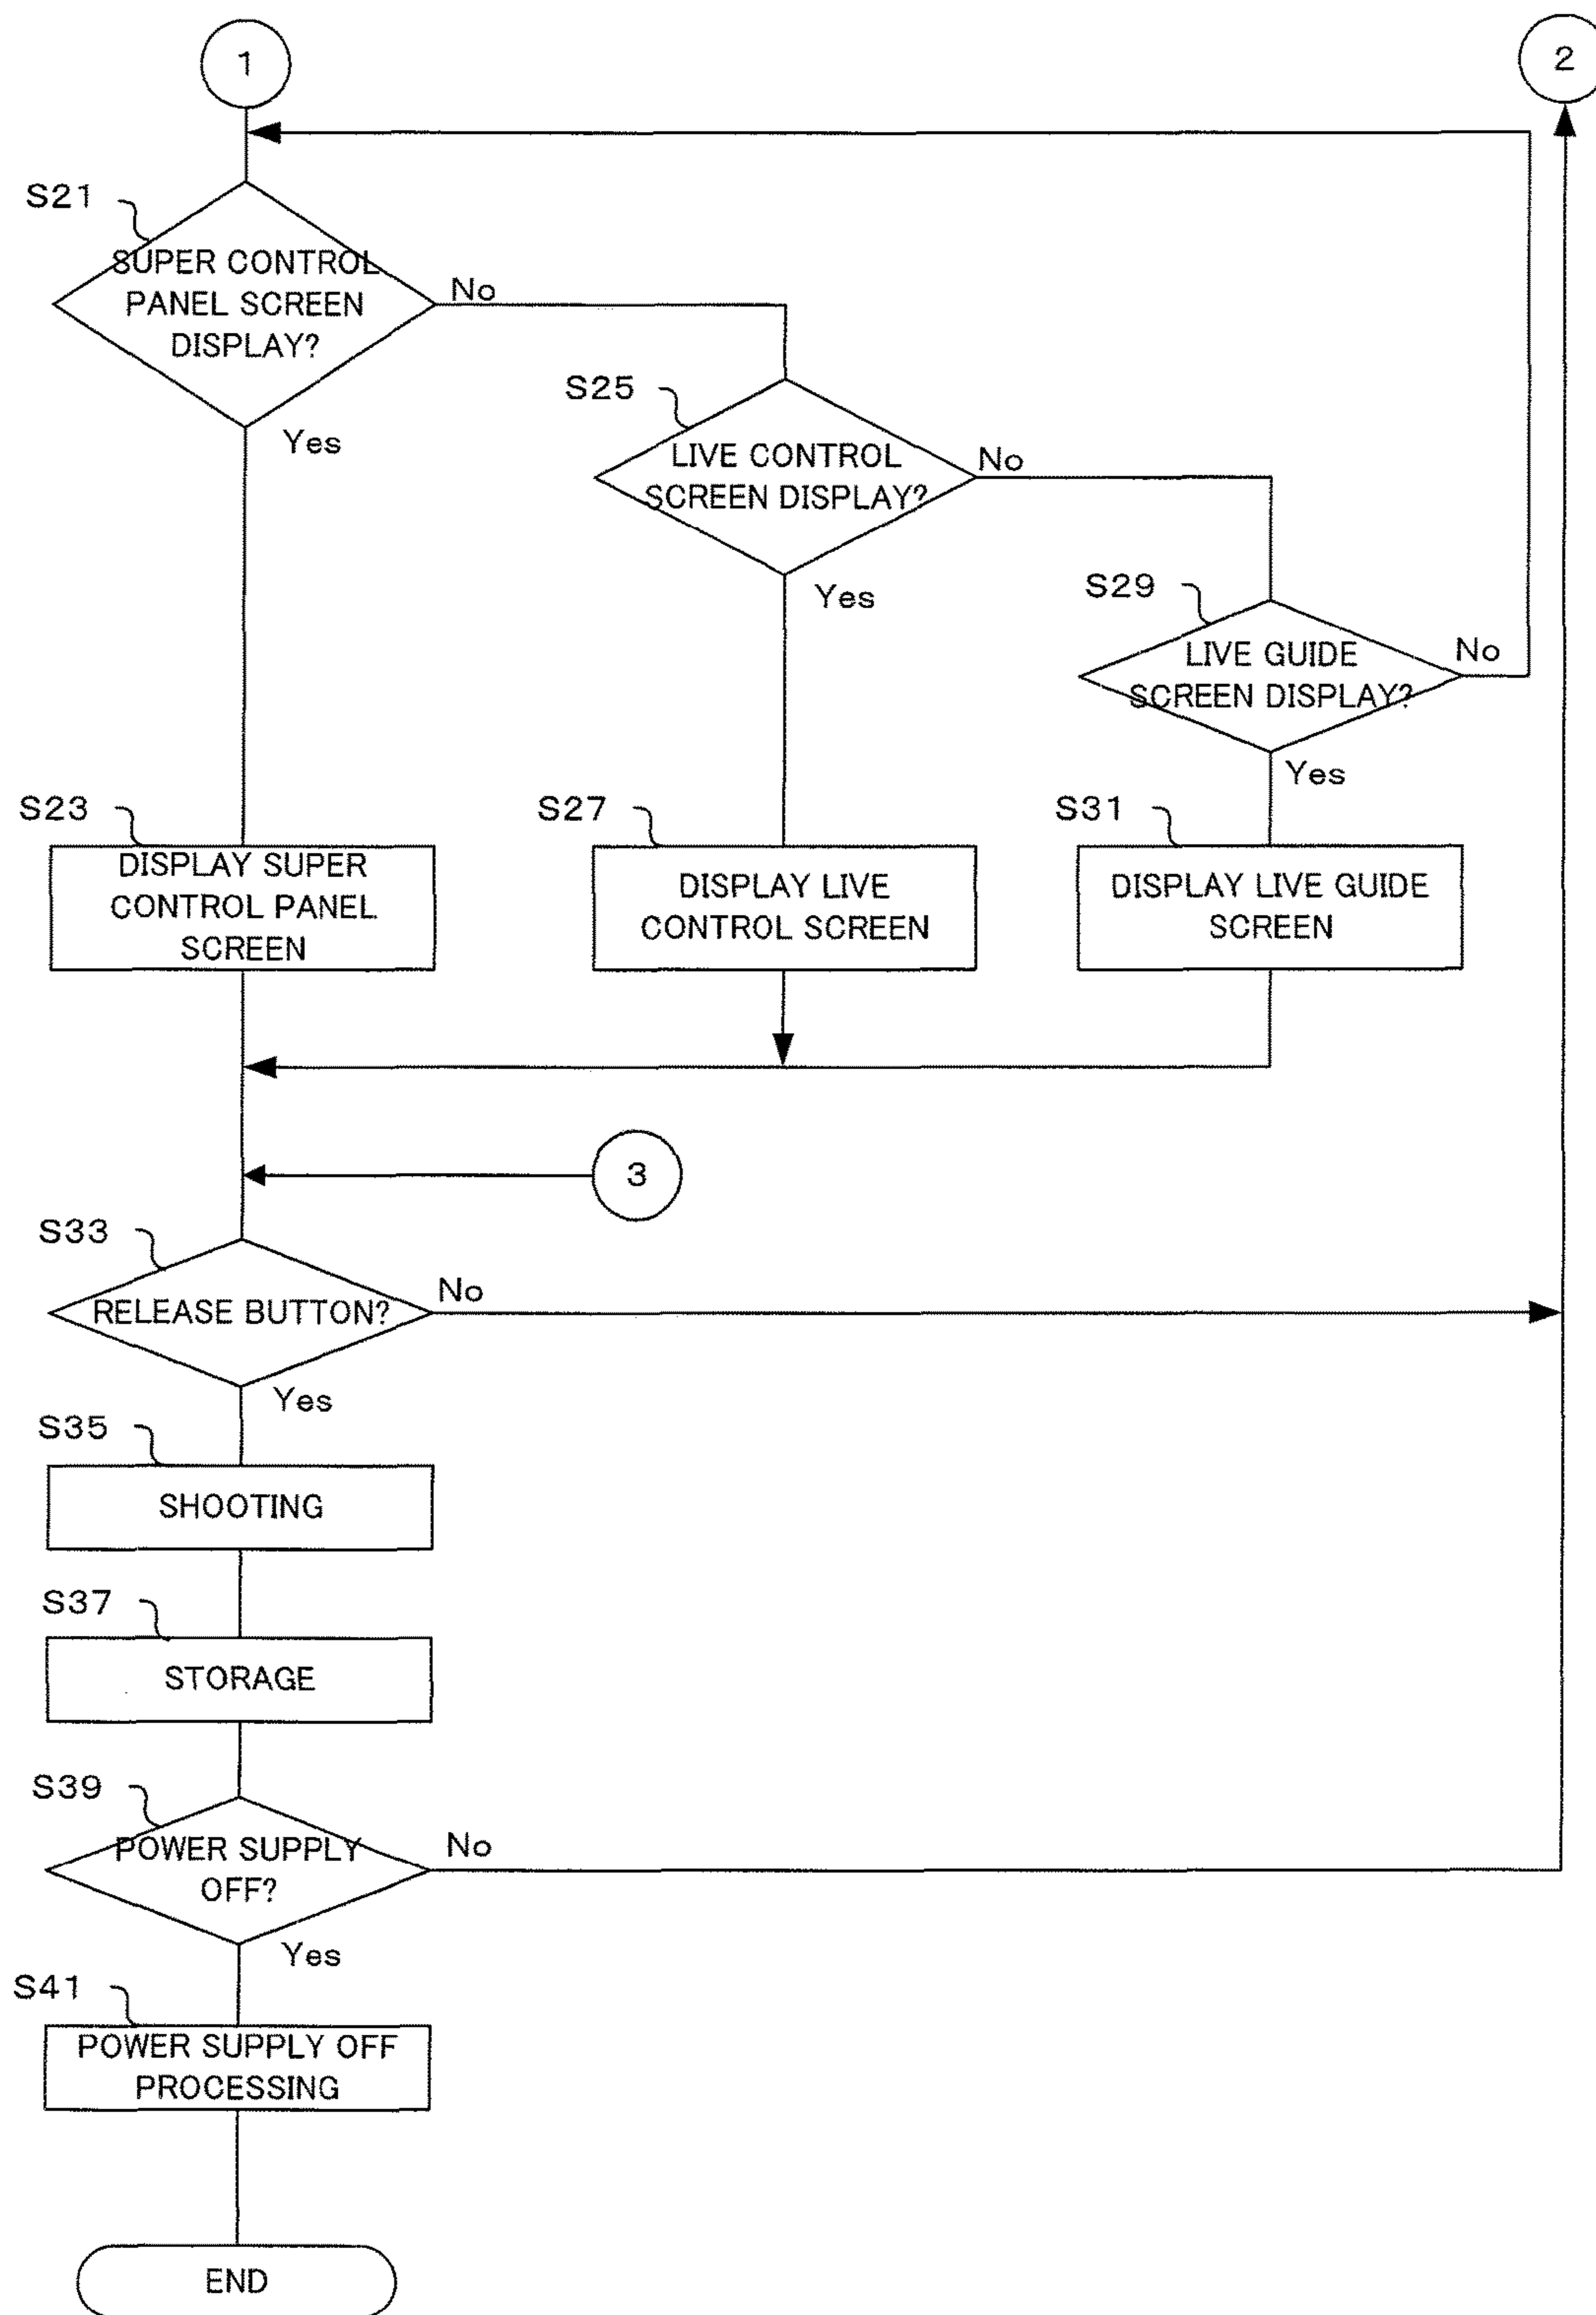 1
2
S21
SUPER CONTROL
PANEL SCREEN
DISPLAY?
No
Yes
S25
LIVE CONTROL
SCREEN DISPLAY?
No
Yes
S29
LIVE GUIDE
SCREEN DISPLAY?
No
Yes
S23
DISPLAY SUPER
CONTROL PANEL
SCREEN
S27
DISPLAY LIVE
CONTROL SCREEN
S31
DISPLAY LIVE GUIDE
SCREEN
3
S33
RELEASE BUTTON?
No
Yes
S35
SHOOTING
S37
STORAGE
S39
POWER SUPPLY
OFF?
No
Yes
S41
POWER SUPPLY OFF
PROCESSING
END